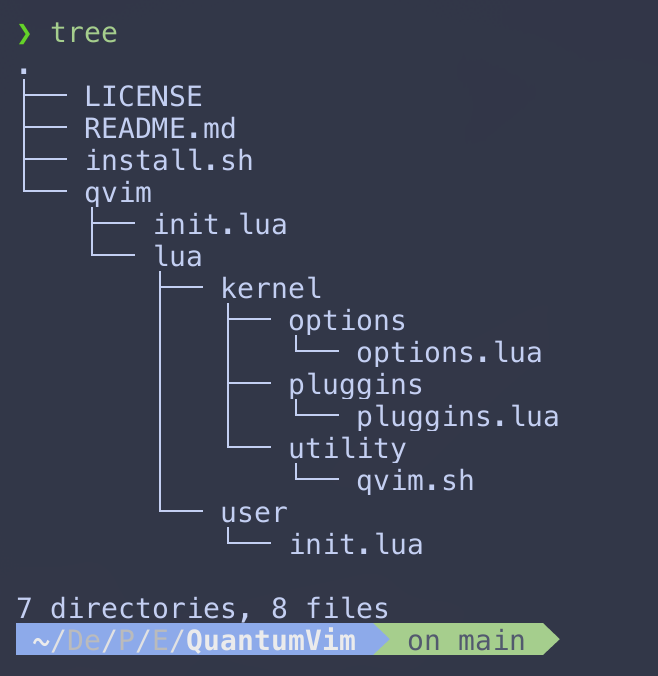 ❯ tree
.
├── LICENSE
├── README.md
├── install.sh
└── qvim
    ├── init.lua
    └── lua
        ├── kernel
        │   ├── options
        │   │   └── options.lua
        │   ├── pluggins
        │   │   └── pluggins.lua
        │   └── utility
        │       └── qvim.sh
        └── user
            └── init.lua

7 directories, 8 files
~/De/P/E/QuantumVim on main